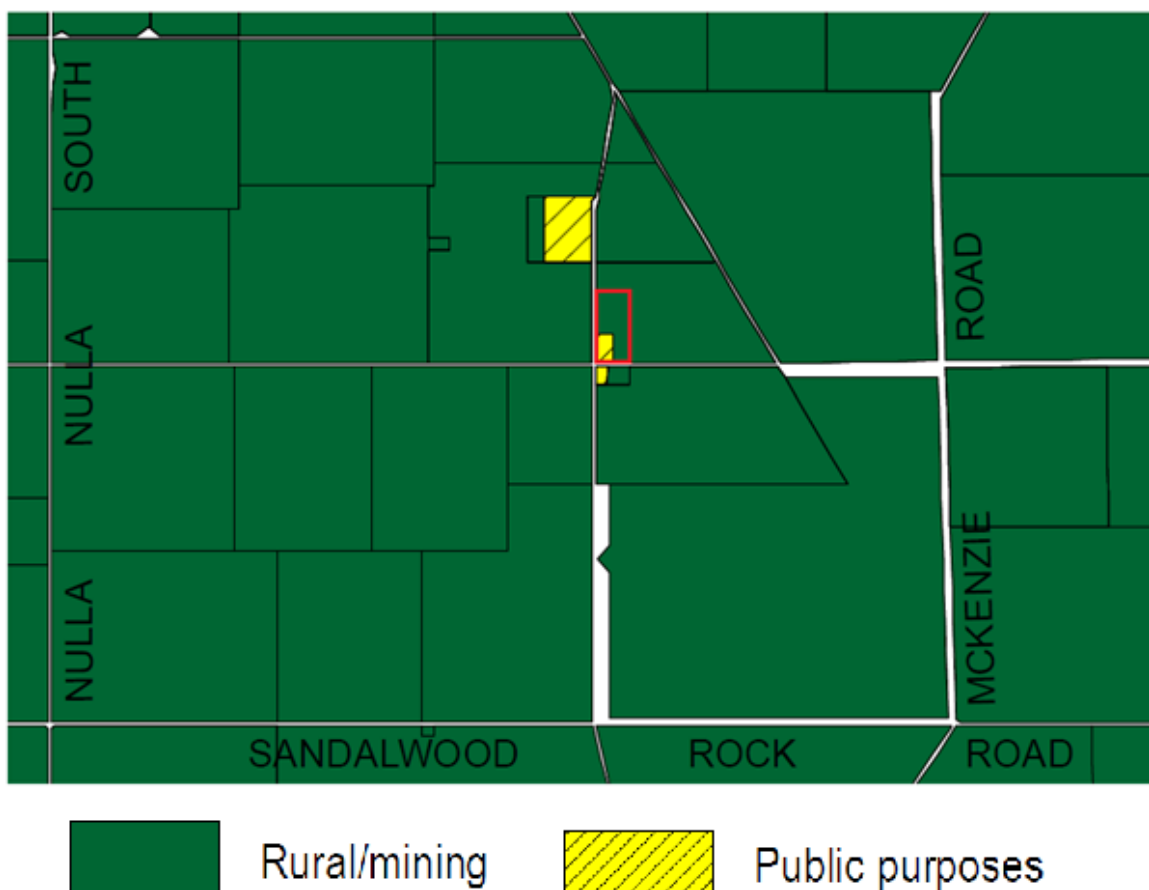 SOUTH
NULLA
NULLA
ROAD
MCKENZIE
SANDALWOOD ROCK ROAD
Rural/mining Public purposes